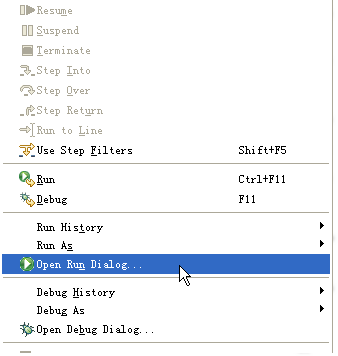 Resume
Suspend
Terminate
Step Into
Step Over
Step Return
Run to Line
Use Step Filters Shift+F5
Run Ctrl+F11
Debug F11
Run History
Run As
Open Run Dialog...
Debug History
Debug As
Open Debug Dialog...